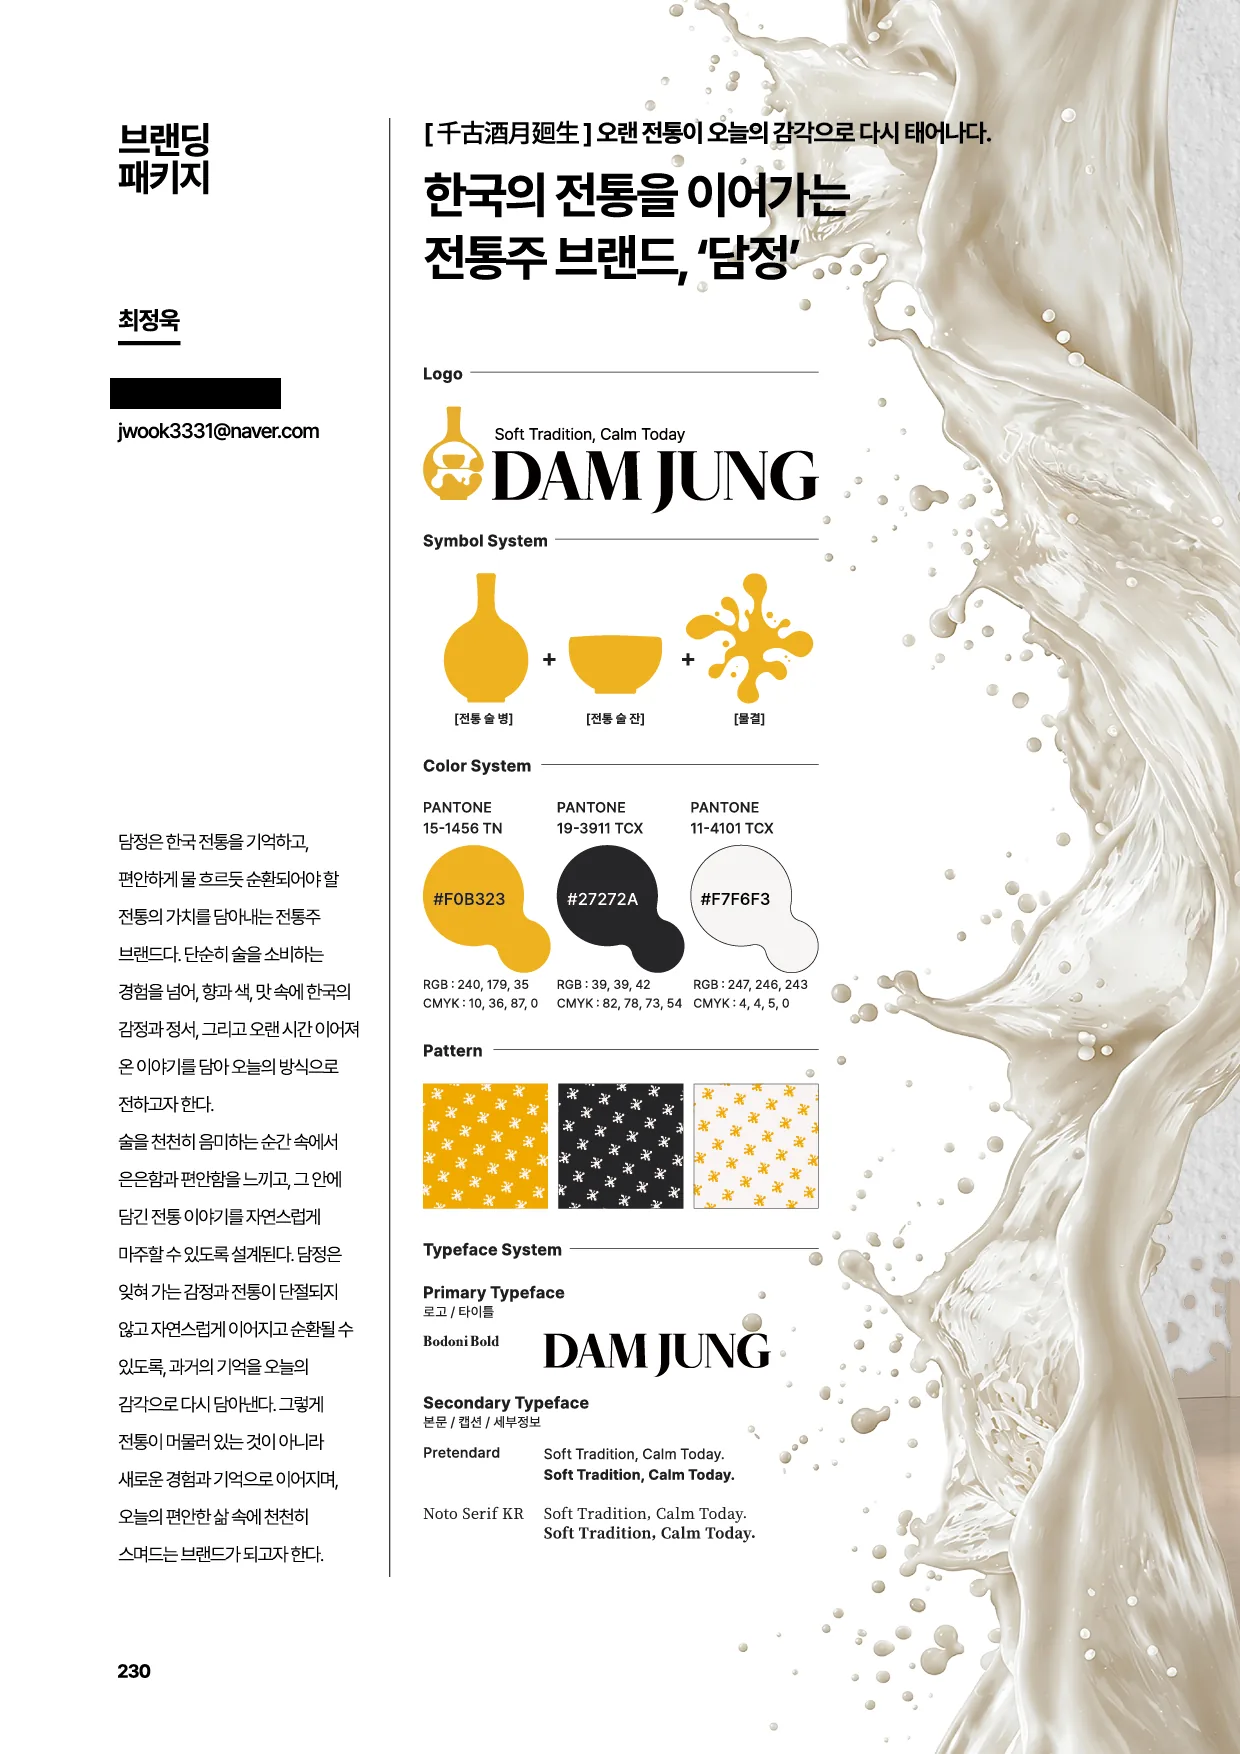 브랜딩
패키지
최정욱
jwook3331@naver.com
담정은 한국 전통을 기억하고,
편안하게 물 흐르듯 순환되어야 할
전통의 가치를 담아내는 전통주
브랜드다. 단순히 술을 소비하는
경험을 넘어, 향과 색, 맛 속에 한국의
감정과 정서, 그리고 오랜 시간 이어져
온 이야기를 담아 오늘의 방식으로
전하고자 한다.
술을 천천히 음미하는 순간 속에서
은은함과 편안함을 느끼고, 그 안에
담긴 전통 이야기를 자연스럽게
마주할 수 있도록 설계된다. 담정은
잊혀 가는 감정과 전통이 단절되지
않고 자연스럽게 이어지고 순환될 수
있도록, 과거의 기억을 오늘의
감각으로 다시 담아낸다. 그렇게
전통이 머물러 있는 것이 아니라
새로운 경험과 기억으로 이어지며,
오늘의 편안한 삶 속에 천천히
스며드는 브랜드가 되고자 한다.
230
[ 千古酒月廻生 ] 오랜 전통이 오늘의 감각으로 다시 태어나다.
한국의 전통을 이어가는
전통주 브랜드, ‘담정’
Logo
Soft Tradition, Calm Today
DAM JUNG
Symbol System
+ +
[전통 술 병] [전통 술 잔] [물결]
Color System
PANTONE PANTONE PANTONE
15-1456 TN 19-3911 TCX 11-4101 TCX
#F0B323 #27272A #F7F6F3
RGB : 240, 179, 35 RGB : 39, 39, 42 RGB : 247, 246, 243
CMYK : 10, 36, 87, 0 CMYK : 82, 78, 73, 54 CMYK : 4, 4, 5, 0
Pattern
Typeface System
Primary Typeface
로고 / 타이틀
Bodoni Bold DAM JUNG
Secondary Typeface
본문 / 캡션 / 세부정보
Pretendard Soft Tradition, Calm Today.
Soft Tradition, Calm Today.
Noto Serif KR Soft Tradition, Calm Today.
Soft Tradition, Calm Today.